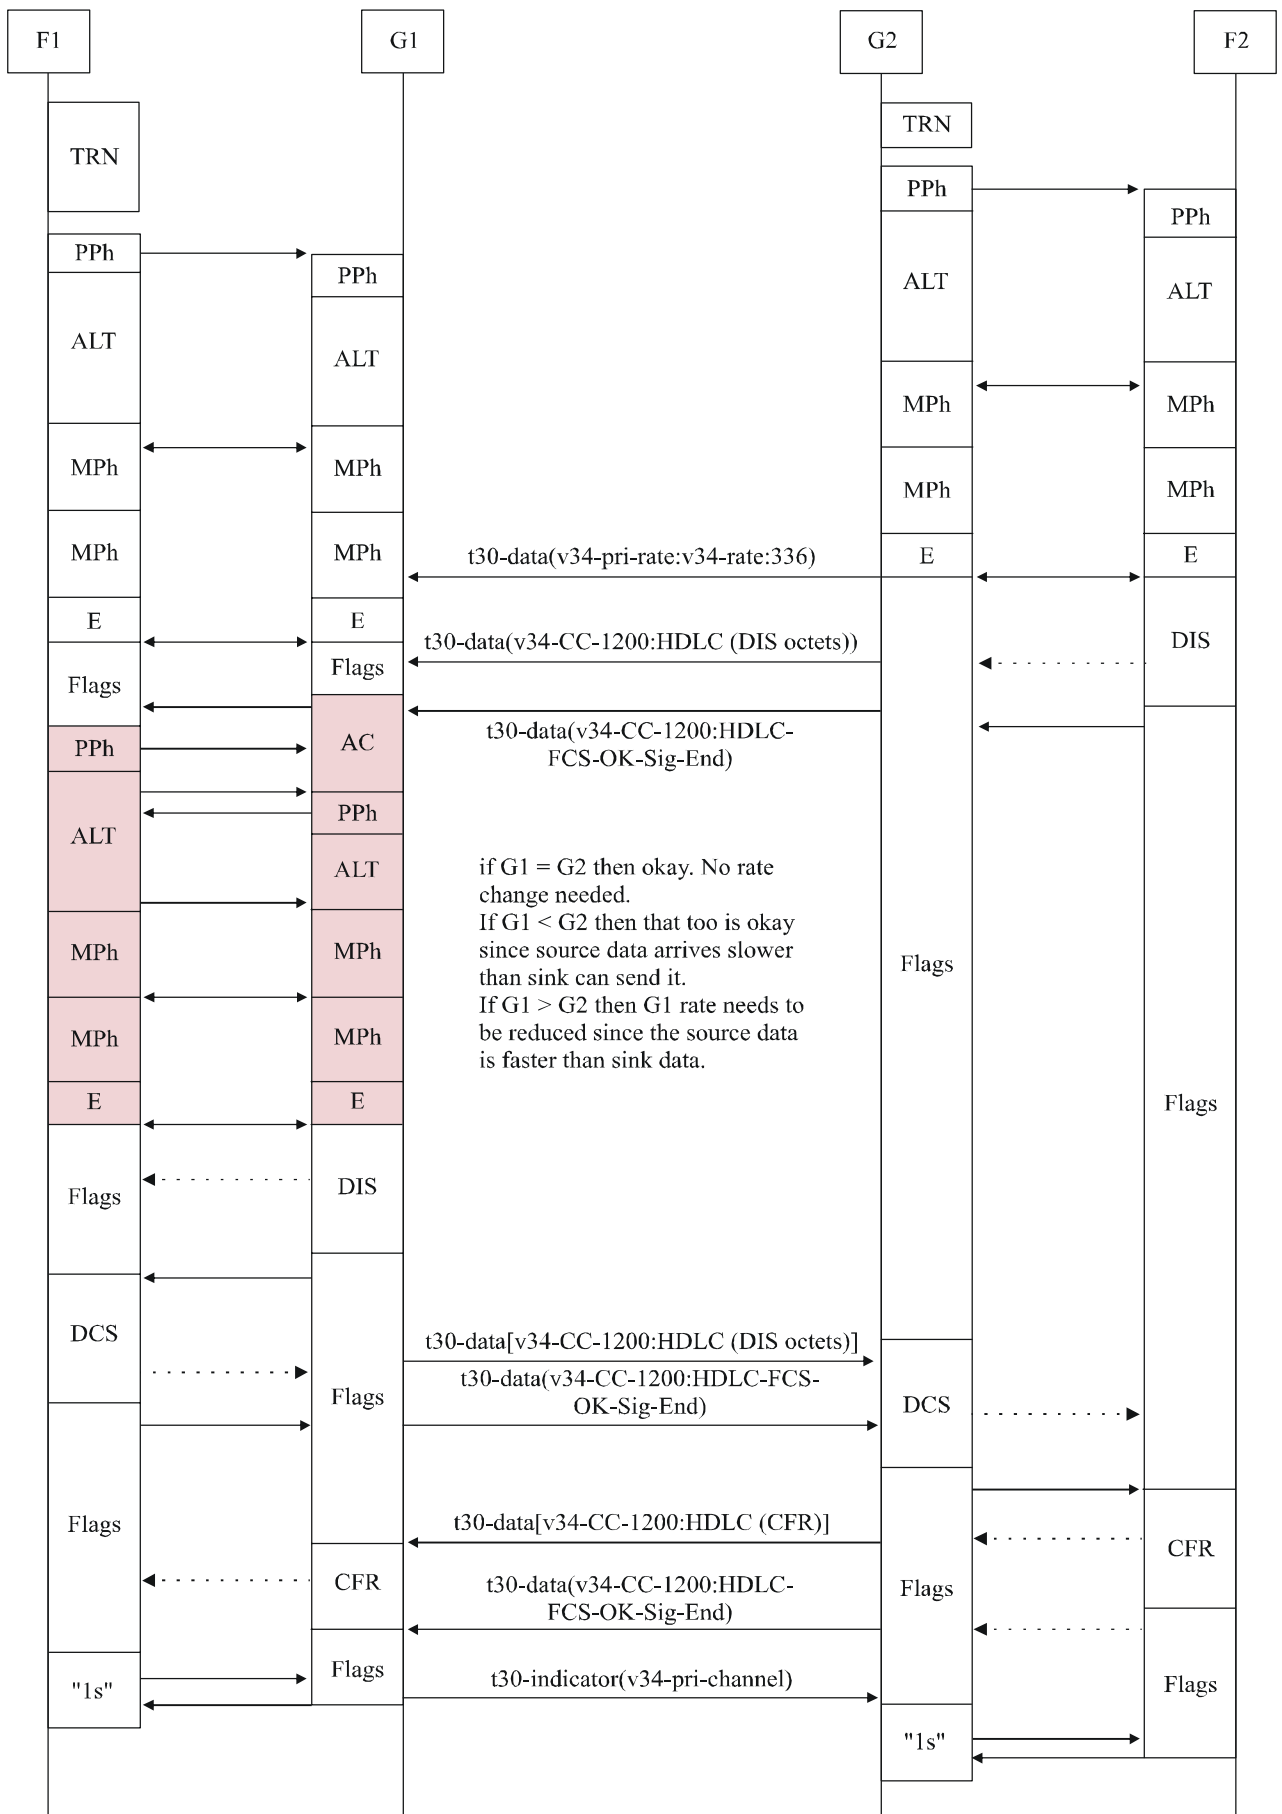 F1
G1
G2
F2
TRN
TRN
PPh
PPh
PPh
PPh
ALT
ALT
ALT
ALT
MPh
MPh
MPh
MPh
MPh
MPh
MPh
MPh
t30-data(v34-pri-rate:v34-rate:336)
E
E
E
E
t30-data(v34-CC-1200:HDLC (DIS octets))
DIS
Flags
Flags
t30-data(v34-CC-1200:HDLC-
FCS-OK-Sig-End)
PPh
AC
PPh
ALT
ALT
if G1 = G2 then okay. No rate
change needed.
If G1 < G2 then that too is okay
since source data arrives slower
than sink can send it.
If G1 > G2 then G1 rate needs to
be reduced since the source data
is faster than sink data.
MPh
MPh
Flags
MPh
MPh
E
E
Flags
Flags
DIS
DCS
t30-data[v34-CC-1200:HDLC (DIS octets)]
t30-data(v34-CC-1200:HDLC-FCS-
OK-Sig-End)
Flags
DCS
Flags
t30-data[v34-CC-1200:HDLC (CFR)]
CFR
CFR
t30-data(v34-CC-1200:HDLC-
FCS-OK-Sig-End)
Flags
Flags
t30-indicator(v34-pri-channel)
"1s"
Flags
"1s"